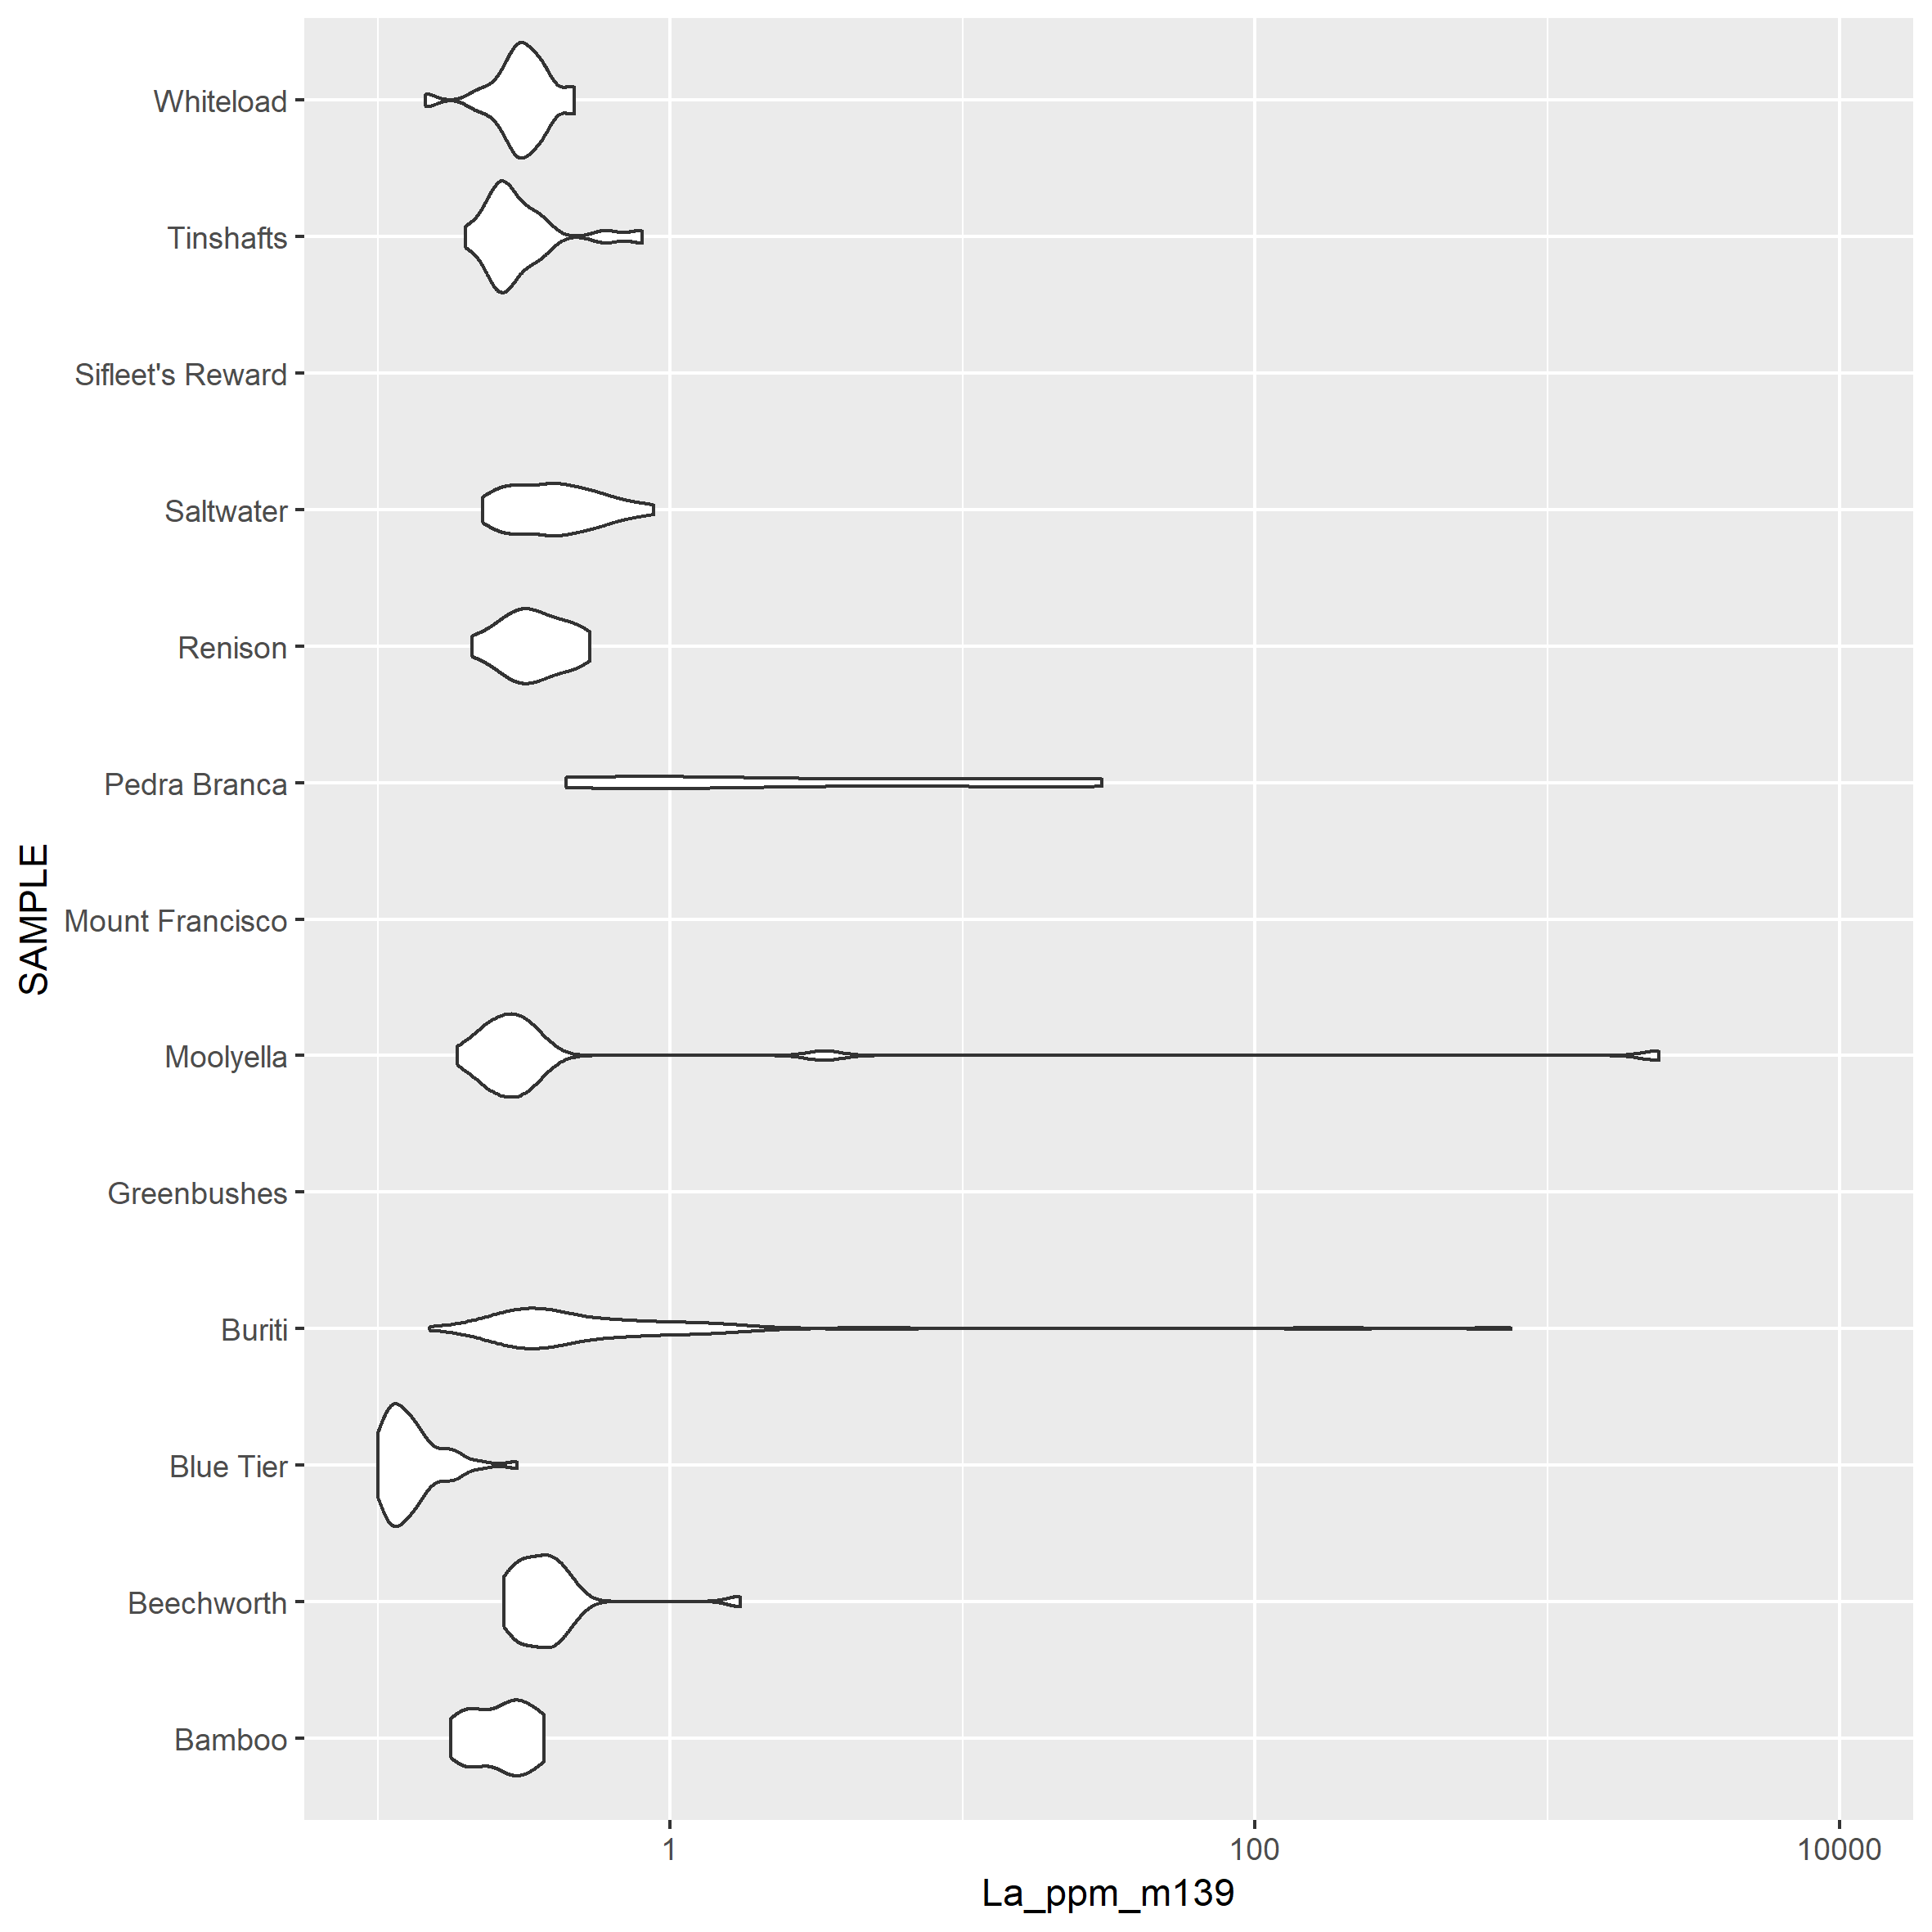 Whiteload
Tinshafts
Sifleet's Reward
Saltwater
Renison
Pedra Branca
Mount Francisco
Moolyella
Greenbushes
Buriti
Blue Tier
Beechworth
Bamboo
SAMPLE
1 100 10000
La_ppm_m139